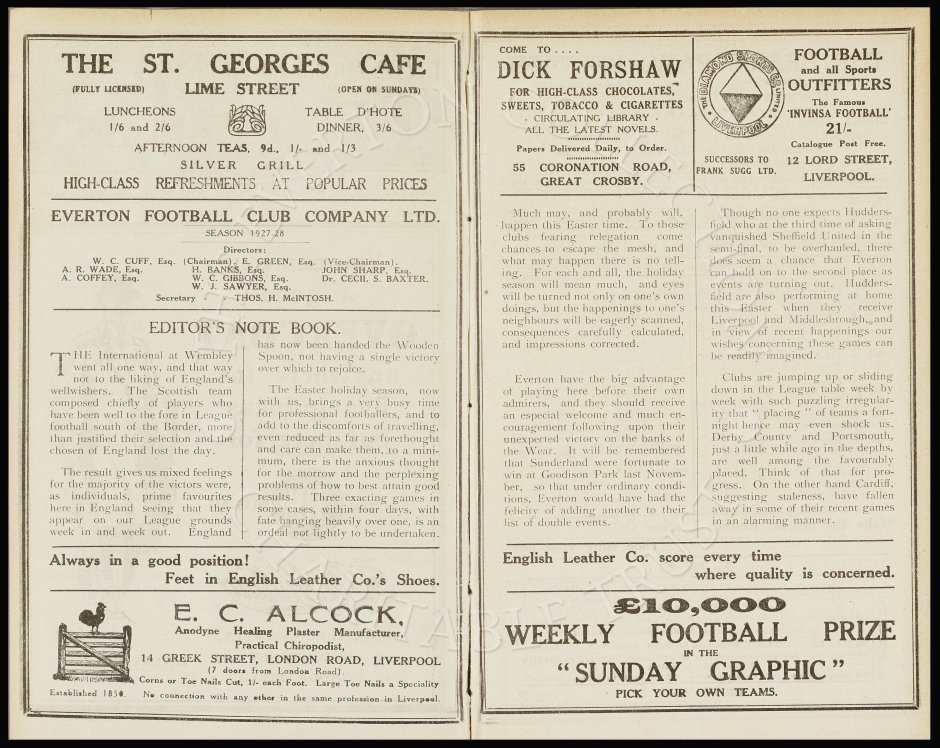 THE ST. GEORGES CAFE
(FULLY LICENSED) LIME STREET (OPEN ON SUNDAYS)
LUNCHEONS
1/6 and 2/6
TABLE D'HOTE
DINNER, 3/6
AFTERNOON TEAS, 9d., 1/- and 1/3
SILVER GRILL
HIGH-CLASS REFRESHMENTS AT POPULAR PRICES
EVERTON FOOTBALL CLUB COMPANY LTD.
SEASON 1927-28
Directors:
W. C. CUFF, Esq. (Chairman). E. GREEN, Esq. (Vice-Chairman).
A. R. WADE, Esq. H. BANKS, Esq. JOHN SHARP, Esq.
A. COFFEY, Esq. W. C. GIBBONS, Esq. Dr. CECIL S. BAXTER.
W. J. SAWYER, Esq.
Secretary - - THOS. H. McINTOSH.
EDITOR'S NOTE BOOK.
THE International at Wembley
went all one way, and that way
not to the liking of England's
wellwishers. The Scottish team
composed chiefly of players who
have been well to the fore in League
football south of the Border, more
than justified their selection and the
chosen of England lost the day.
The result gives us mixed feelings
for the majority of the victors were,
as individuals, prime favourites
here in England seeing that they
appear on our League grounds
week in and week out. England
has now been handed the Wooden
Spoon, not having a single victory
over which to rejoice.
The Easter holiday season, now
with us, brings a very busy time
for professional footballers, and to
add to the discomforts of travelling,
even reduced as far as forethought
and care can make them, to a mini-
mum, there is the anxious thought
for the morrow and the perplexing
problems of how to best attain good
results. Three exacting games in
some cases, within four days, with
fate hanging heavily over one, is an
ordeal not lightly to be undertaken.
Always in a good position!
Feet in English Leather Co.'s Shoes.
E. C. ALCOCK,
Anodyne Healing Plaster Manufacturer,
Practical Chiropodist,
14 GREEK STREET, LONDON ROAD, LIVERPOOL
(7 doors from London Road).
Corns or Toe Nails Cut, 1/- each Foot. Large Toe Nails a Speciality
Established 1850. No connection with any other in the same profession in Liverpool.
COME TO ....
DICK FORSHAW
FOR HIGH-CLASS CHOCOLATES,
SWEETS, TOBACCO & CIGARETTES
· CIRCULATING LIBRARY ·
ALL THE LATEST NOVELS.
Papers Delivered Daily, to Order.
55 CORONATION ROAD,
GREAT CROSBY.
THE DIAMOND SPORTS CO UNITED
LIVERPOOL
SUCCESSORS TO
FRANK SUGG LTD.
FOOTBALL
and all Sports
OUTFITTERS
The Famous
'INVINSA FOOTBALL'
21/-
Catalogue Post Free.
12 LORD STREET,
LIVERPOOL.
Much may, and probably will,
happen this Easter time. To those
clubs fearing relegation come
chances to escape the mesh, and
what may happen there is no tell-
ing. For each and all, the holiday
season will mean much, and eyes
will be turned not only on one's own
doings, but the happenings to one's
neighbours will be eagerly scanned,
consequences carefully calculated,
and impressions corrected.
Everton have the big advantage
of playing here before their own
admirers, and they should receive
an especial welcome and much en-
couragement following upon their
unexpected victory on the banks of
the Wear. It will be remembered
that Sunderland were fortunate to
win at Goodison Park last Novem-
ber, so that under ordinary condi-
tions, Everton would have had the
felicity of adding another to their
list of double events.
Though no one expects Hudders-
field who at the third time of asking
vanquished Sheffield United in the
semi-final, to be overhauled, there
does seem a chance that Everton
can hold on to the second place as
events are turning out. Hudders-
field are also performing at home
this Easter when they receive
Liverpool and Middlesbrough, and
in view of recent happenings our
wishes concerning these games can
be readily imagined.
Clubs are jumping up or sliding
down in the League table week by
week with such puzzling irregular-
ity that " placing " of teams a fort-
night hence may even shock us.
Derby County and Portsmouth,
just a little while ago in the depths,
are well among the favourably
placed. Think of that for pro-
gress. On the other hand Cardiff,
suggesting staleness, have fallen
away in some of their recent games
in an alarming manner.
English Leather Co. score every time
where quality is concerned.
£10,000
WEEKLY FOOTBALL PRIZE
IN THE
"SUNDAY GRAPHIC"
PICK YOUR OWN TEAMS.